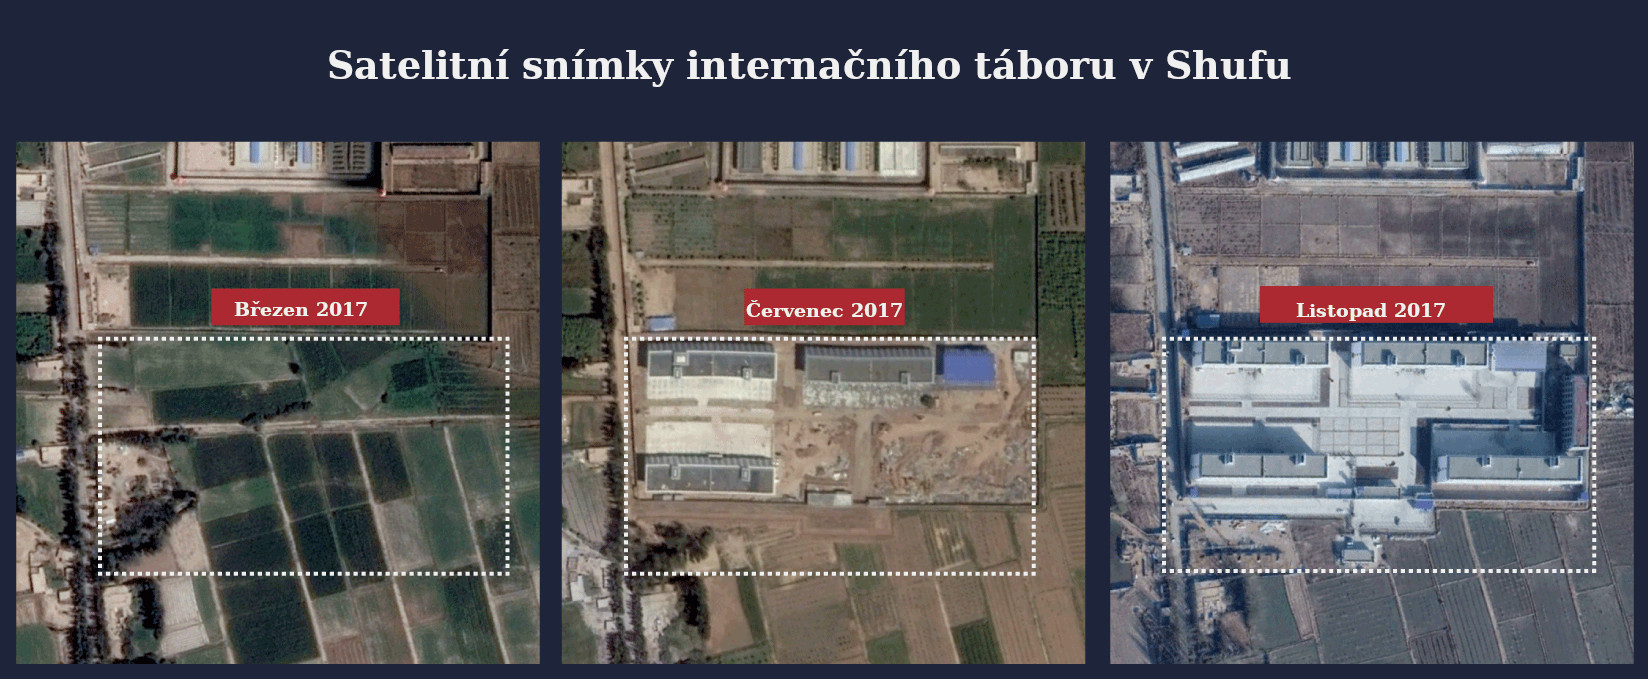 Satelitní snímky internačního táboru v Shufu
Březen 2017
Červenec 2017
Listopad 2017